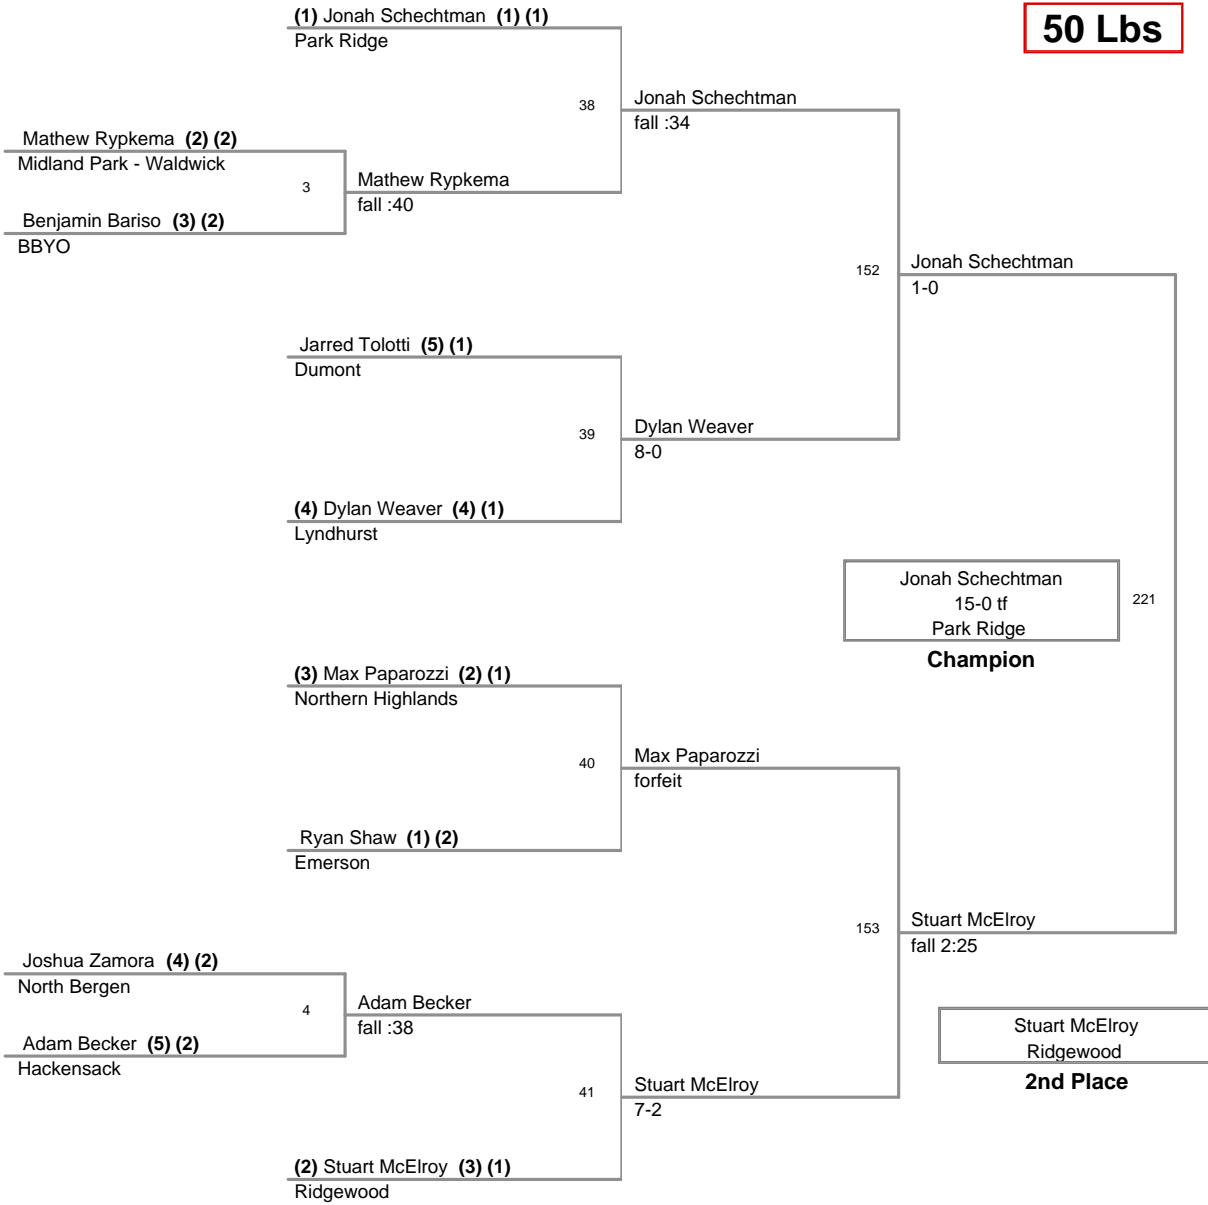 (1) Jonah Schechtman (1) (1)
Park Ridge
50 Lbs
38
Jonah Schechtman
fall :34
Mathew Rypkema (2) (2)
Midland Park - Waldwick
3
Mathew Rypkema
fall :40
Benjamin Bariso (3) (2)
BBYO
152
Jonah Schechtman
1-0
Jarred Tolotti (5) (1)
Dumont
39
Dylan Weaver
8-0
(4) Dylan Weaver (4) (1)
Lyndhurst
Jonah Schechtman
15-0 tf
Park Ridge
221
Champion
(3) Max Paparozzi (2) (1)
Northern Highlands
40
Max Paparozzi
forfeit
Ryan Shaw (1) (2)
Emerson
153
Stuart McElroy
fall 2:25
Joshua Zamora (4) (2)
North Bergen
4
Adam Becker
fall :38
Adam Becker (5) (2)
Hackensack
Stuart McElroy
Ridgewood
2nd Place
41
Stuart McElroy
7-2
(2) Stuart McElroy (3) (1)
Ridgewood